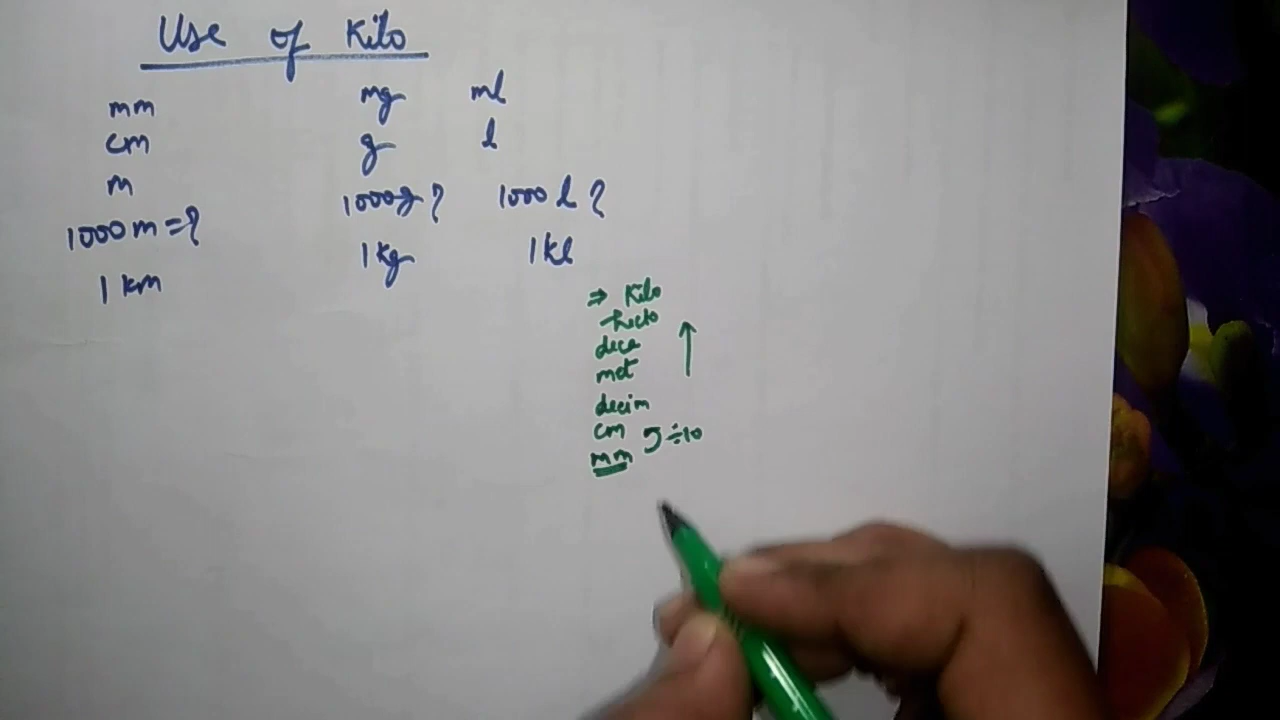 Use of Kilo
mm mg ml
cm g l
m
1000m=? 1000g? 1000 l ?
1 km 1 kg 1 kl
⇒ Kilo
hecto
deca
met
decim
cm ÷10
mm